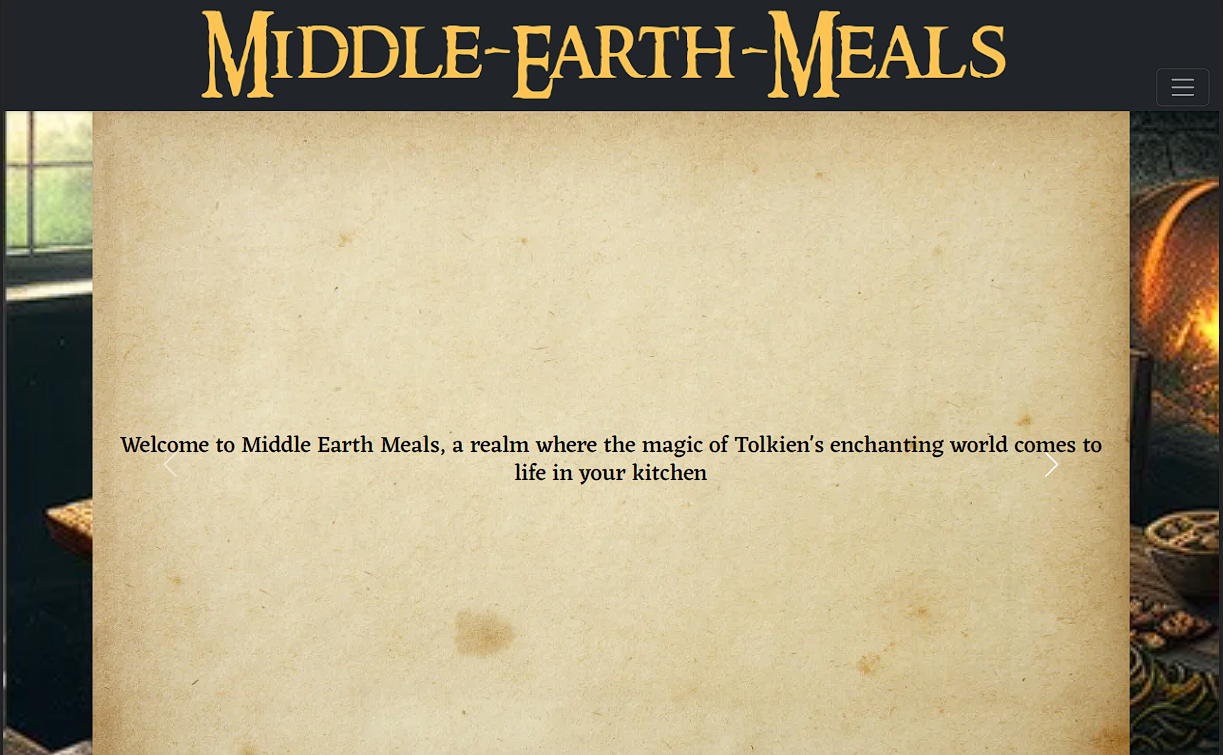 Middle-Earth-Meals
Welcome to Middle Earth Meals, a realm where the magic of Tolkien's enchanting world comes to
life in your kitchen